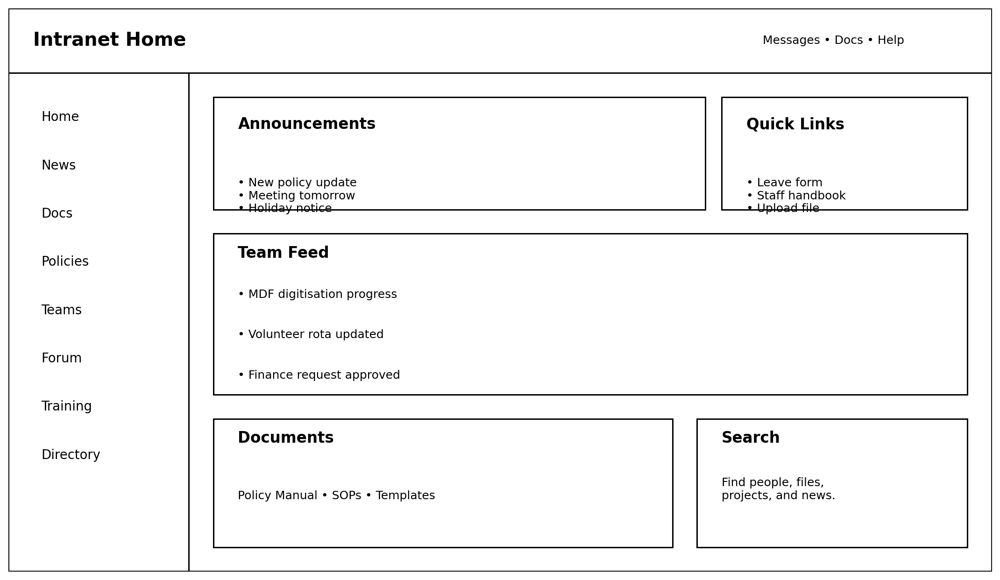 Intranet Home
Messages • Docs • Help
Home
News
Docs
Policies
Teams
Forum
Training
Directory
Announcements
• New policy update
• Meeting tomorrow
• Holiday notice
Quick Links
• Leave form
• Staff handbook
• Upload file
Team Feed
• MDF digitisation progress
• Volunteer rota updated
• Finance request approved
Documents
Policy Manual • SOPs • Templates
Search
Find people, files,
projects, and news.